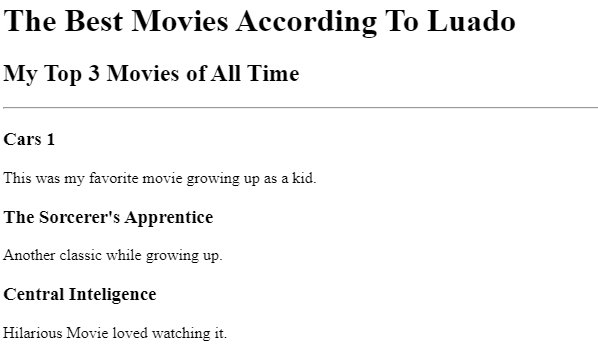 The Best Movies According To Luado
My Top 3 Movies of All Time
Cars 1
This was my favorite movie growing up as a kid.
The Sorcerer's Apprentice
Another classic while growing up.
Central Inteligence
Hilarious Movie loved watching it.